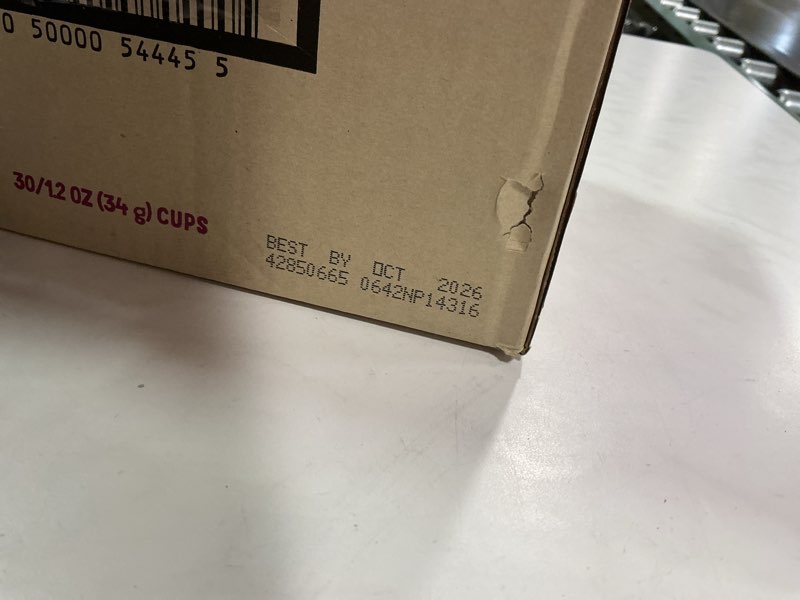 0 50000 54445 5
30/1.2 OZ (34 g) CUPS
BEST BY OCT 2026
42850665 0642NP14316